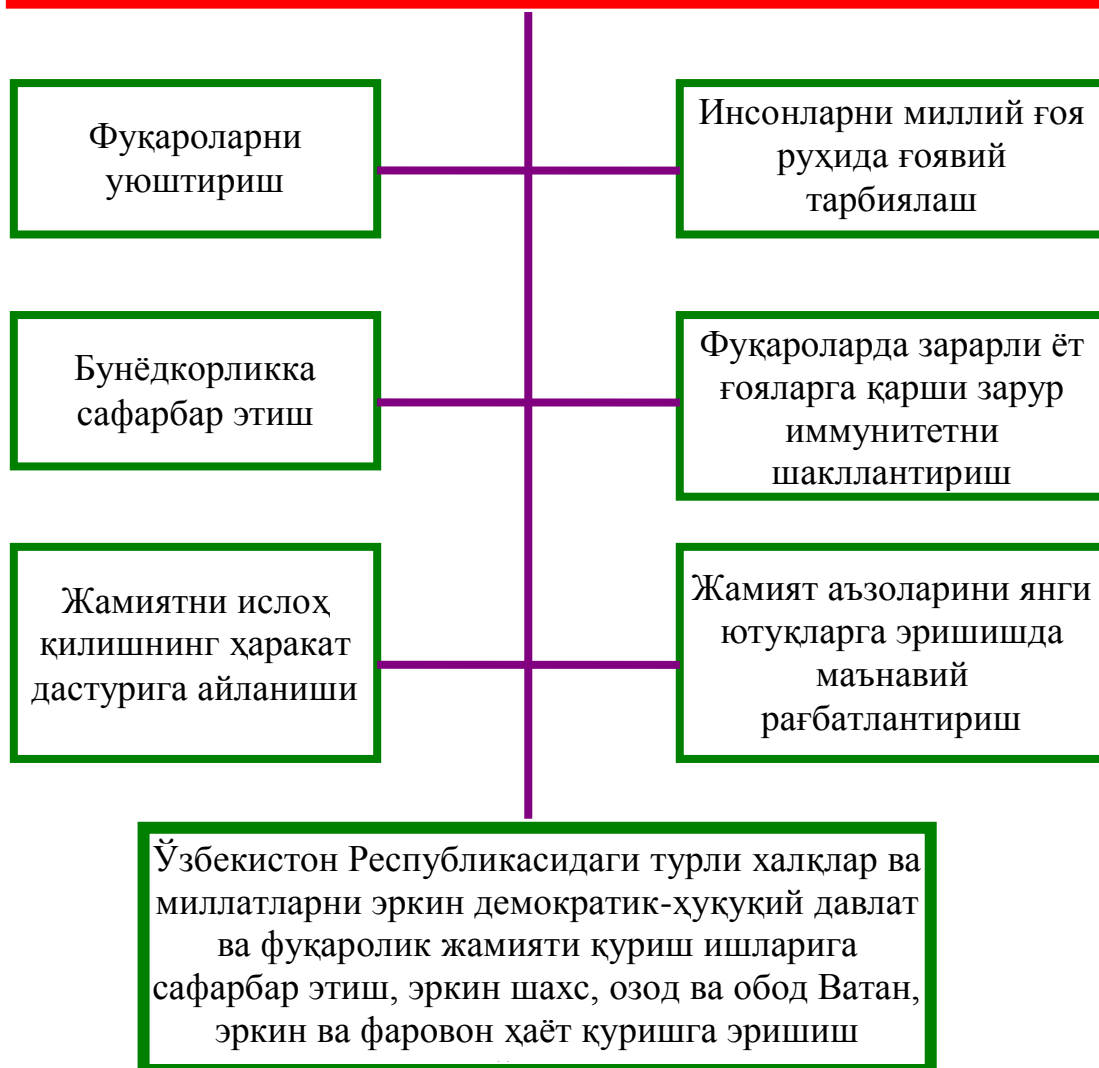 Фуқароларни
уюштириш
Инсонларни миллий ғоя
руҳида ғоявий
тарбиялаш
Бунёдкорликка
сафарбар этиш
Фуқароларда зарарли ёт
ғояларга қарши зарур
иммунитетни
шакллантириш
Жамиятни ислоҳ
қилишнинг ҳаракат
дастурига айланиши
Жамият аъзоларини янги
ютуқларга эришишда
маънавий
рағбатлантириш
Ўзбекистон Республикасидаги турли халқлар ва
миллатларни эркин демократик-ҳуқуқий давлат
ва фуқаролик жамияти қуриш ишларига
сафарбар этиш, эркин шахс, озод ва обод Ватан,
эркин ва фаровон ҳаёт қуришга эришиш